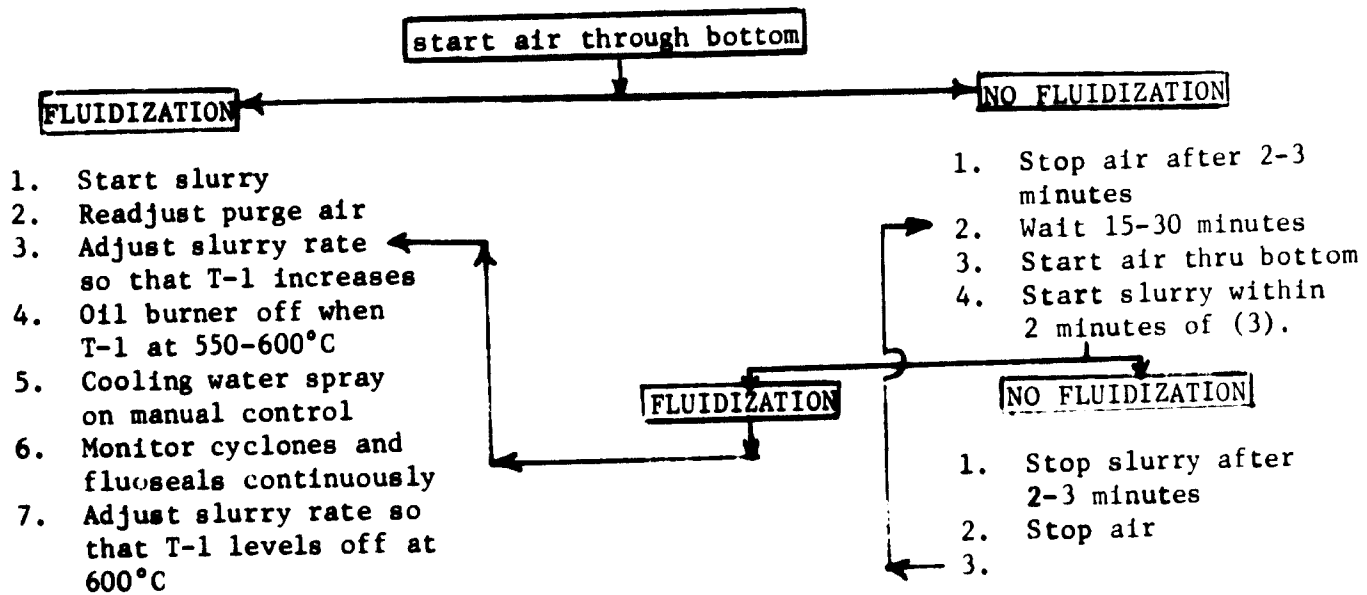 start air through bottom
FLUIDIZATION
NO FLUIDIZATION
1. Start slurry
2. Readjust purge air
3. Adjust slurry rate
so that T-1 increases
4. Oil burner off when
T-1 at 550-600°C
5. Cooling water spray
on manual control
6. Monitor cyclones and
fluoseals continuously
7. Adjust slurry rate so
that T-1 levels off at
600°C
1. Stop air after 2-3
minutes
2. Wait 15-30 minutes
3. Start air thru bottom
4. Start slurry within
2 minutes of (3).
FLUIDIZATION
NO FLUIDIZATION
1. Stop slurry after
2-3 minutes
2. Stop air
3.